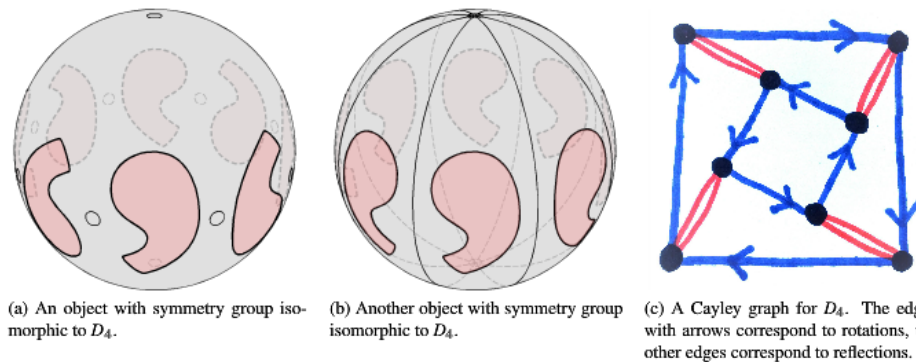 (a) An object with symmetry group iso-
morphic to D₄.
(b) Another object with symmetry group
isomorphic to D₄.
(c) A Cayley graph for D₄. The edg
with arrows correspond to rotations,
other edges correspond to reflections.